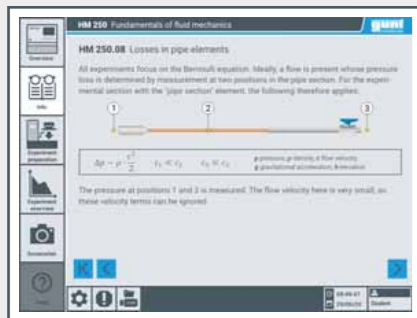 HM 250 Fundamentals of fluid mechanics
gunt
HM 250.08 Losses in pipe elements
Overview
All experiments focus on the Bernoulli equation. Ideally, a flow is present whose pressure
loss is determined by measurement at two positions in the pipe section. For the experi-
mental section with the "pipe section" element, the following therefore applies:
Info
1
2
3
Experiment
preparation
p pressure, ρ density, c flow velocity,
g gravitational acceleration, h elevation
Experiment
The pressure at positions 1 and 3 is measured. The flow velocity here is very small, so
these velocity terms can be ignored.
Screenshot
Student